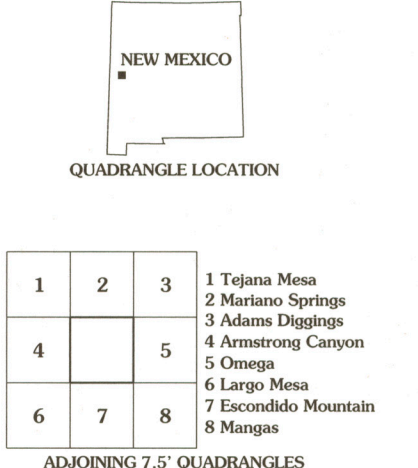 NEW MEXICO
QUADRANGLE LOCATION
1 2 3
4 5
6 7 8
1 Tejana Mesa
2 Mariano Springs
3 Adams Diggings
4 Armstrong Canyon
5 Omega
6 Largo Mesa
7 Escondido Mountain
8 Mangas
ADJOINING 7.5' QUADRANGLES